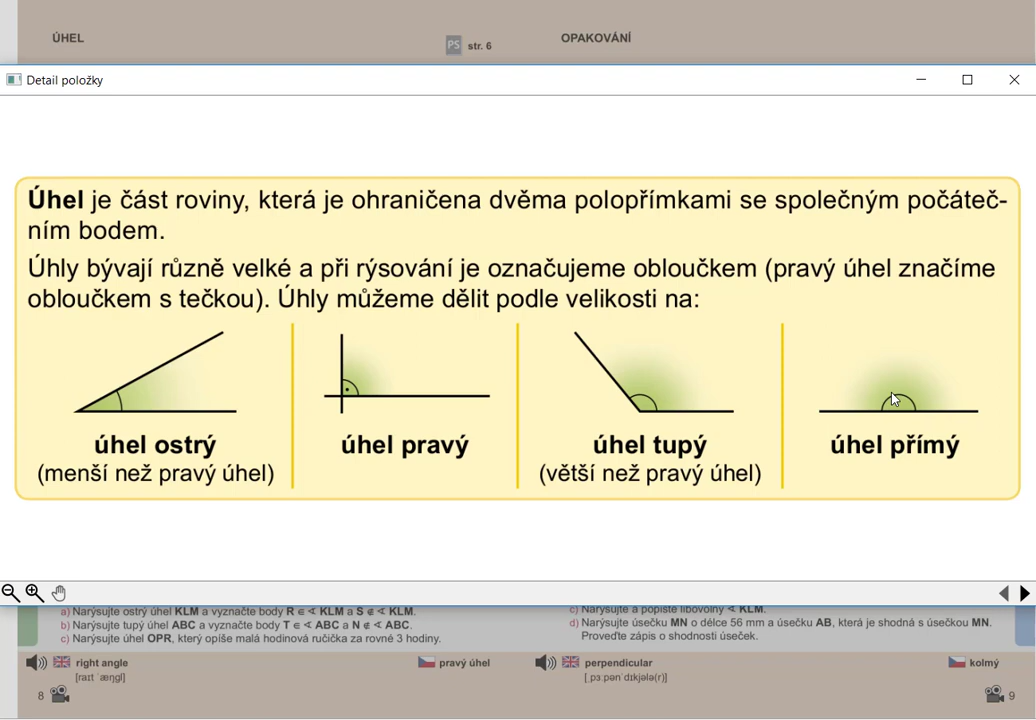 ÚHEL
PS str. 6
OPAKOVÁNÍ
Detail položky
Úhel je část roviny, která je ohraničena dvěma polopřímkami se společným počáteč-
ním bodem.
Úhly bývají různě velké a při rýsování je označujeme obloučkem (pravý úhel značíme
obloučkem s tečkou). Úhly můžeme dělit podle velikosti na:
úhel ostrý
(menší než pravý úhel)
úhel pravý
úhel tupý
(větší než pravý úhel)
úhel přímý
a) Narýsujte ostrý úhel KLM a vyznačte body R ∈ ∢ KLM a S ∉ ∢ KLM.
b) Narýsujte tupý úhel ABC a vyznačte body T ∈ ∢ ABC a N ∉ ∢ ABC.
c) Narýsujte úhel OPR, který opíše malá hodinová ručička za rovné 3 hodiny.
c) Narýsujte a popište libovolný ∢ KLM.
d) Narýsujte úsečku MN o délce 56 mm a úsečku AB, která je shodná s úsečkou MN.
Proveďte zápis o shodnosti úseček.
right angle
[raɪt ˈæŋgl]
pravý úhel
perpendicular
[ˌpɜːpənˈdɪkjələ(r)]
kolmý
8
9